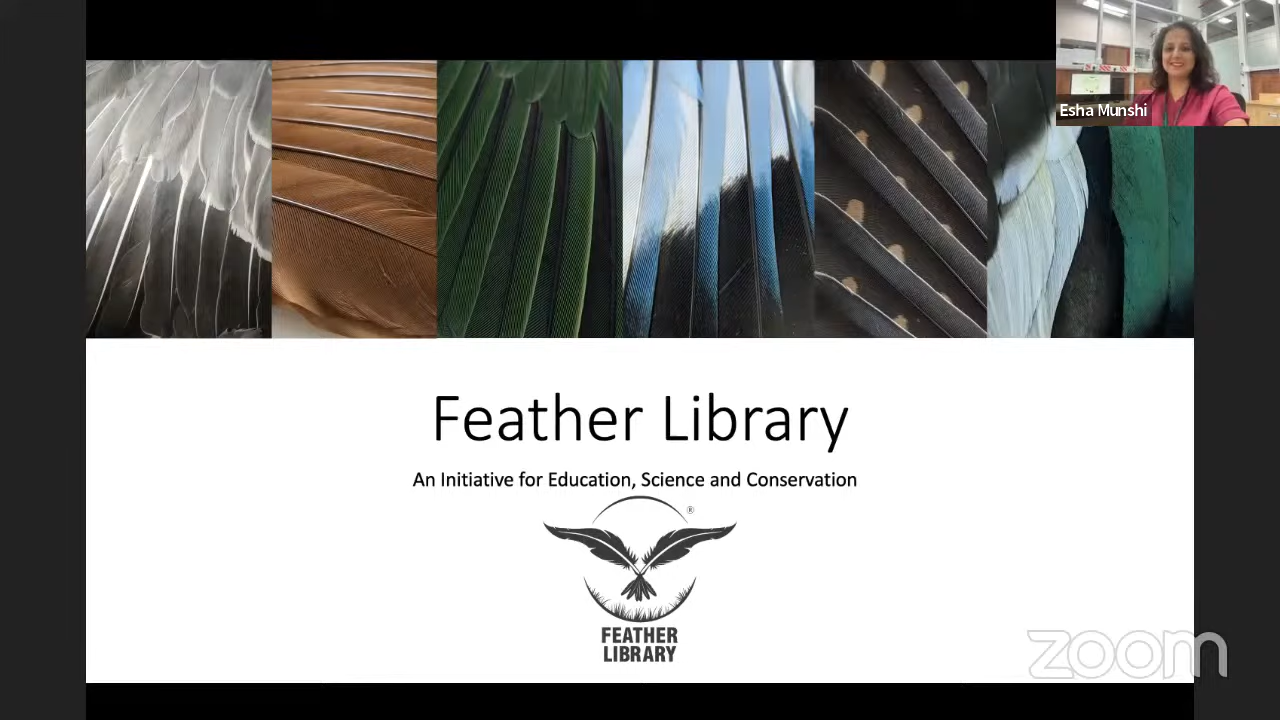 Esha Munshi
Feather Library
An Initiative for Education, Science and Conservation
®
FEATHER
LIBRARY
zoom